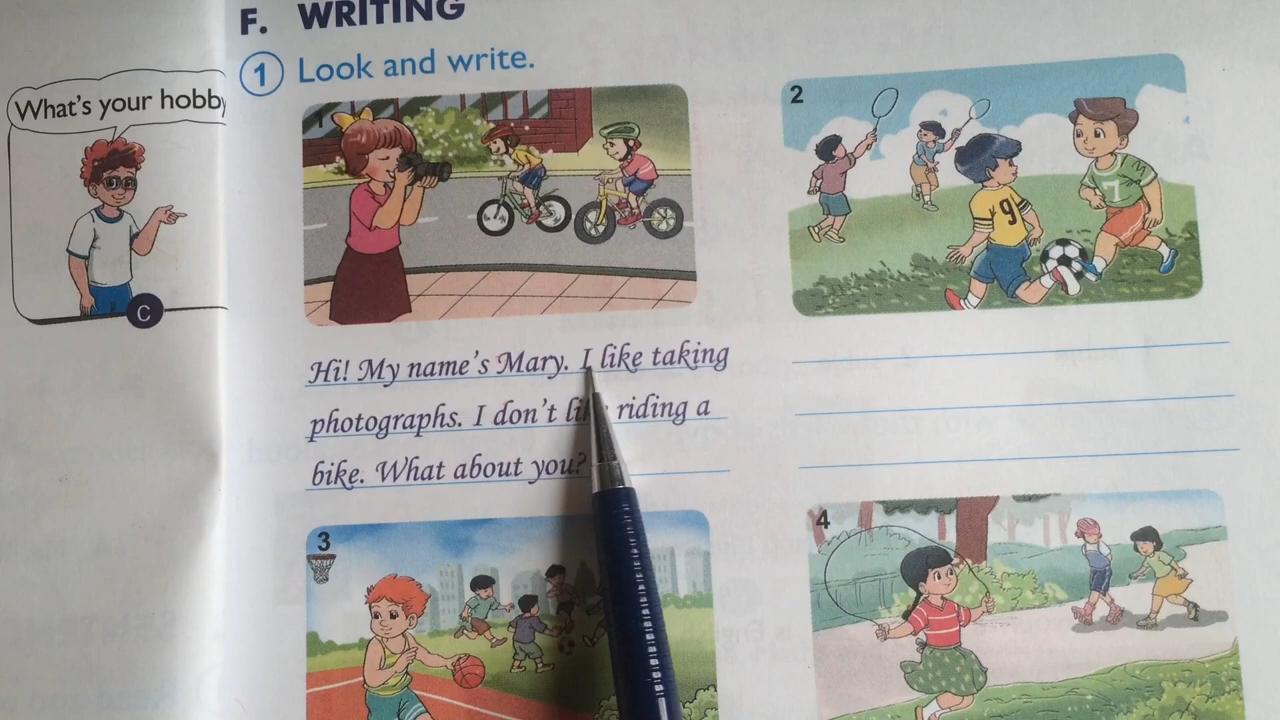 F. WRITING
1 Look and write.
What's your hobby
C
1
2
9
7
Hi! My name's Mary. I like taking
photographs. I don't like riding a
bike. What about you?
3
4